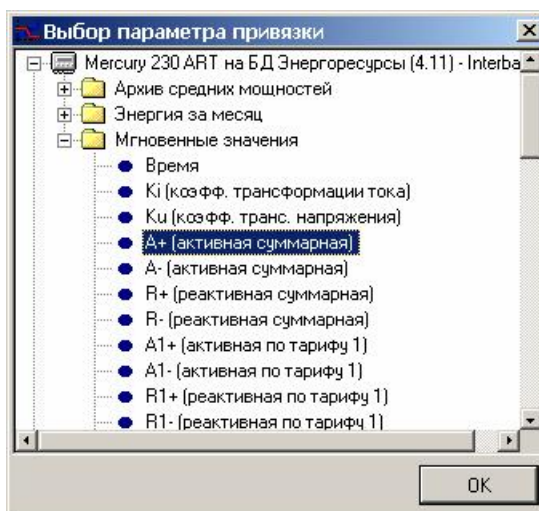 Выбор параметра привязки
Mercury 230 ART на БД Энергоресурсы (4.11) - Interba
Архив средних мощностей
Энергия за месяц
Мгновенные значения
Время
Ki (коэфф. трансформации тока)
Ku (коэфф. транс. напряжения)
A+ (активная суммарная)
A- (активная суммарная)
R+ (реактивная суммарная)
R- (реактивная суммарная)
A1+ (активная по тарифу 1)
A1- (активная по тарифу 1)
R1+ (реактивная по тарифу 1)
R1- (реактивная по тарифу 1)
OK